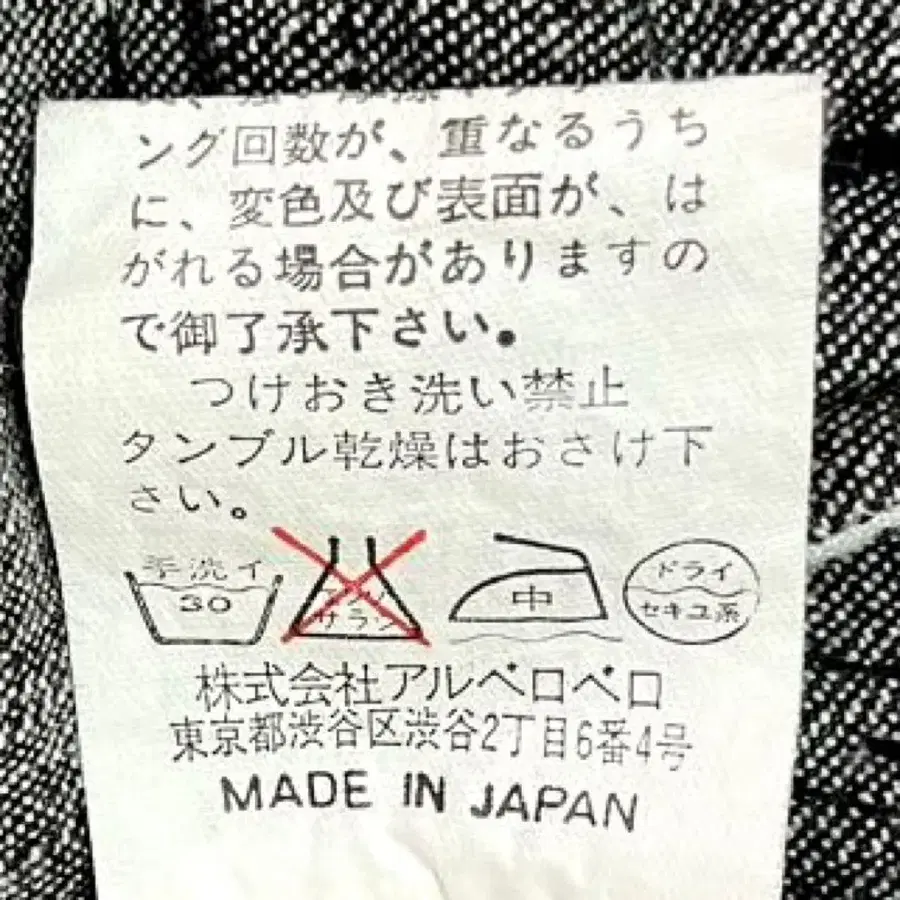 ング回数が、重なるうち
に、変色及び表面が、は
がれる場合がありますの
で御了承下さい。
つけおき洗い禁止
タンブル乾燥はおさけ下
さい。
手洗イ
30
サラシ
中
ドライ
セキユ系
株式会社アルベロベロ
東京都渋谷区渋谷2丁目6番4号
MADE IN JAPAN